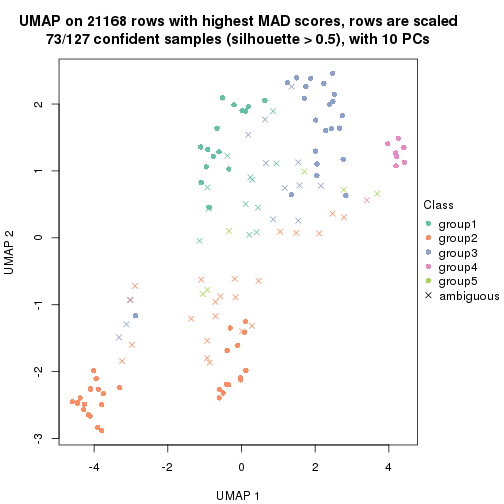 UMAP on 21168 rows with highest MAD scores, rows are scaled
73/127 confident samples (silhouette > 0.5), with 10 PCs
2
1
0
-1
-2
-3
UMAP 2
-4
-2
0
2
4
UMAP 1
Class
group1
group2
group3
group4
group5
ambiguous